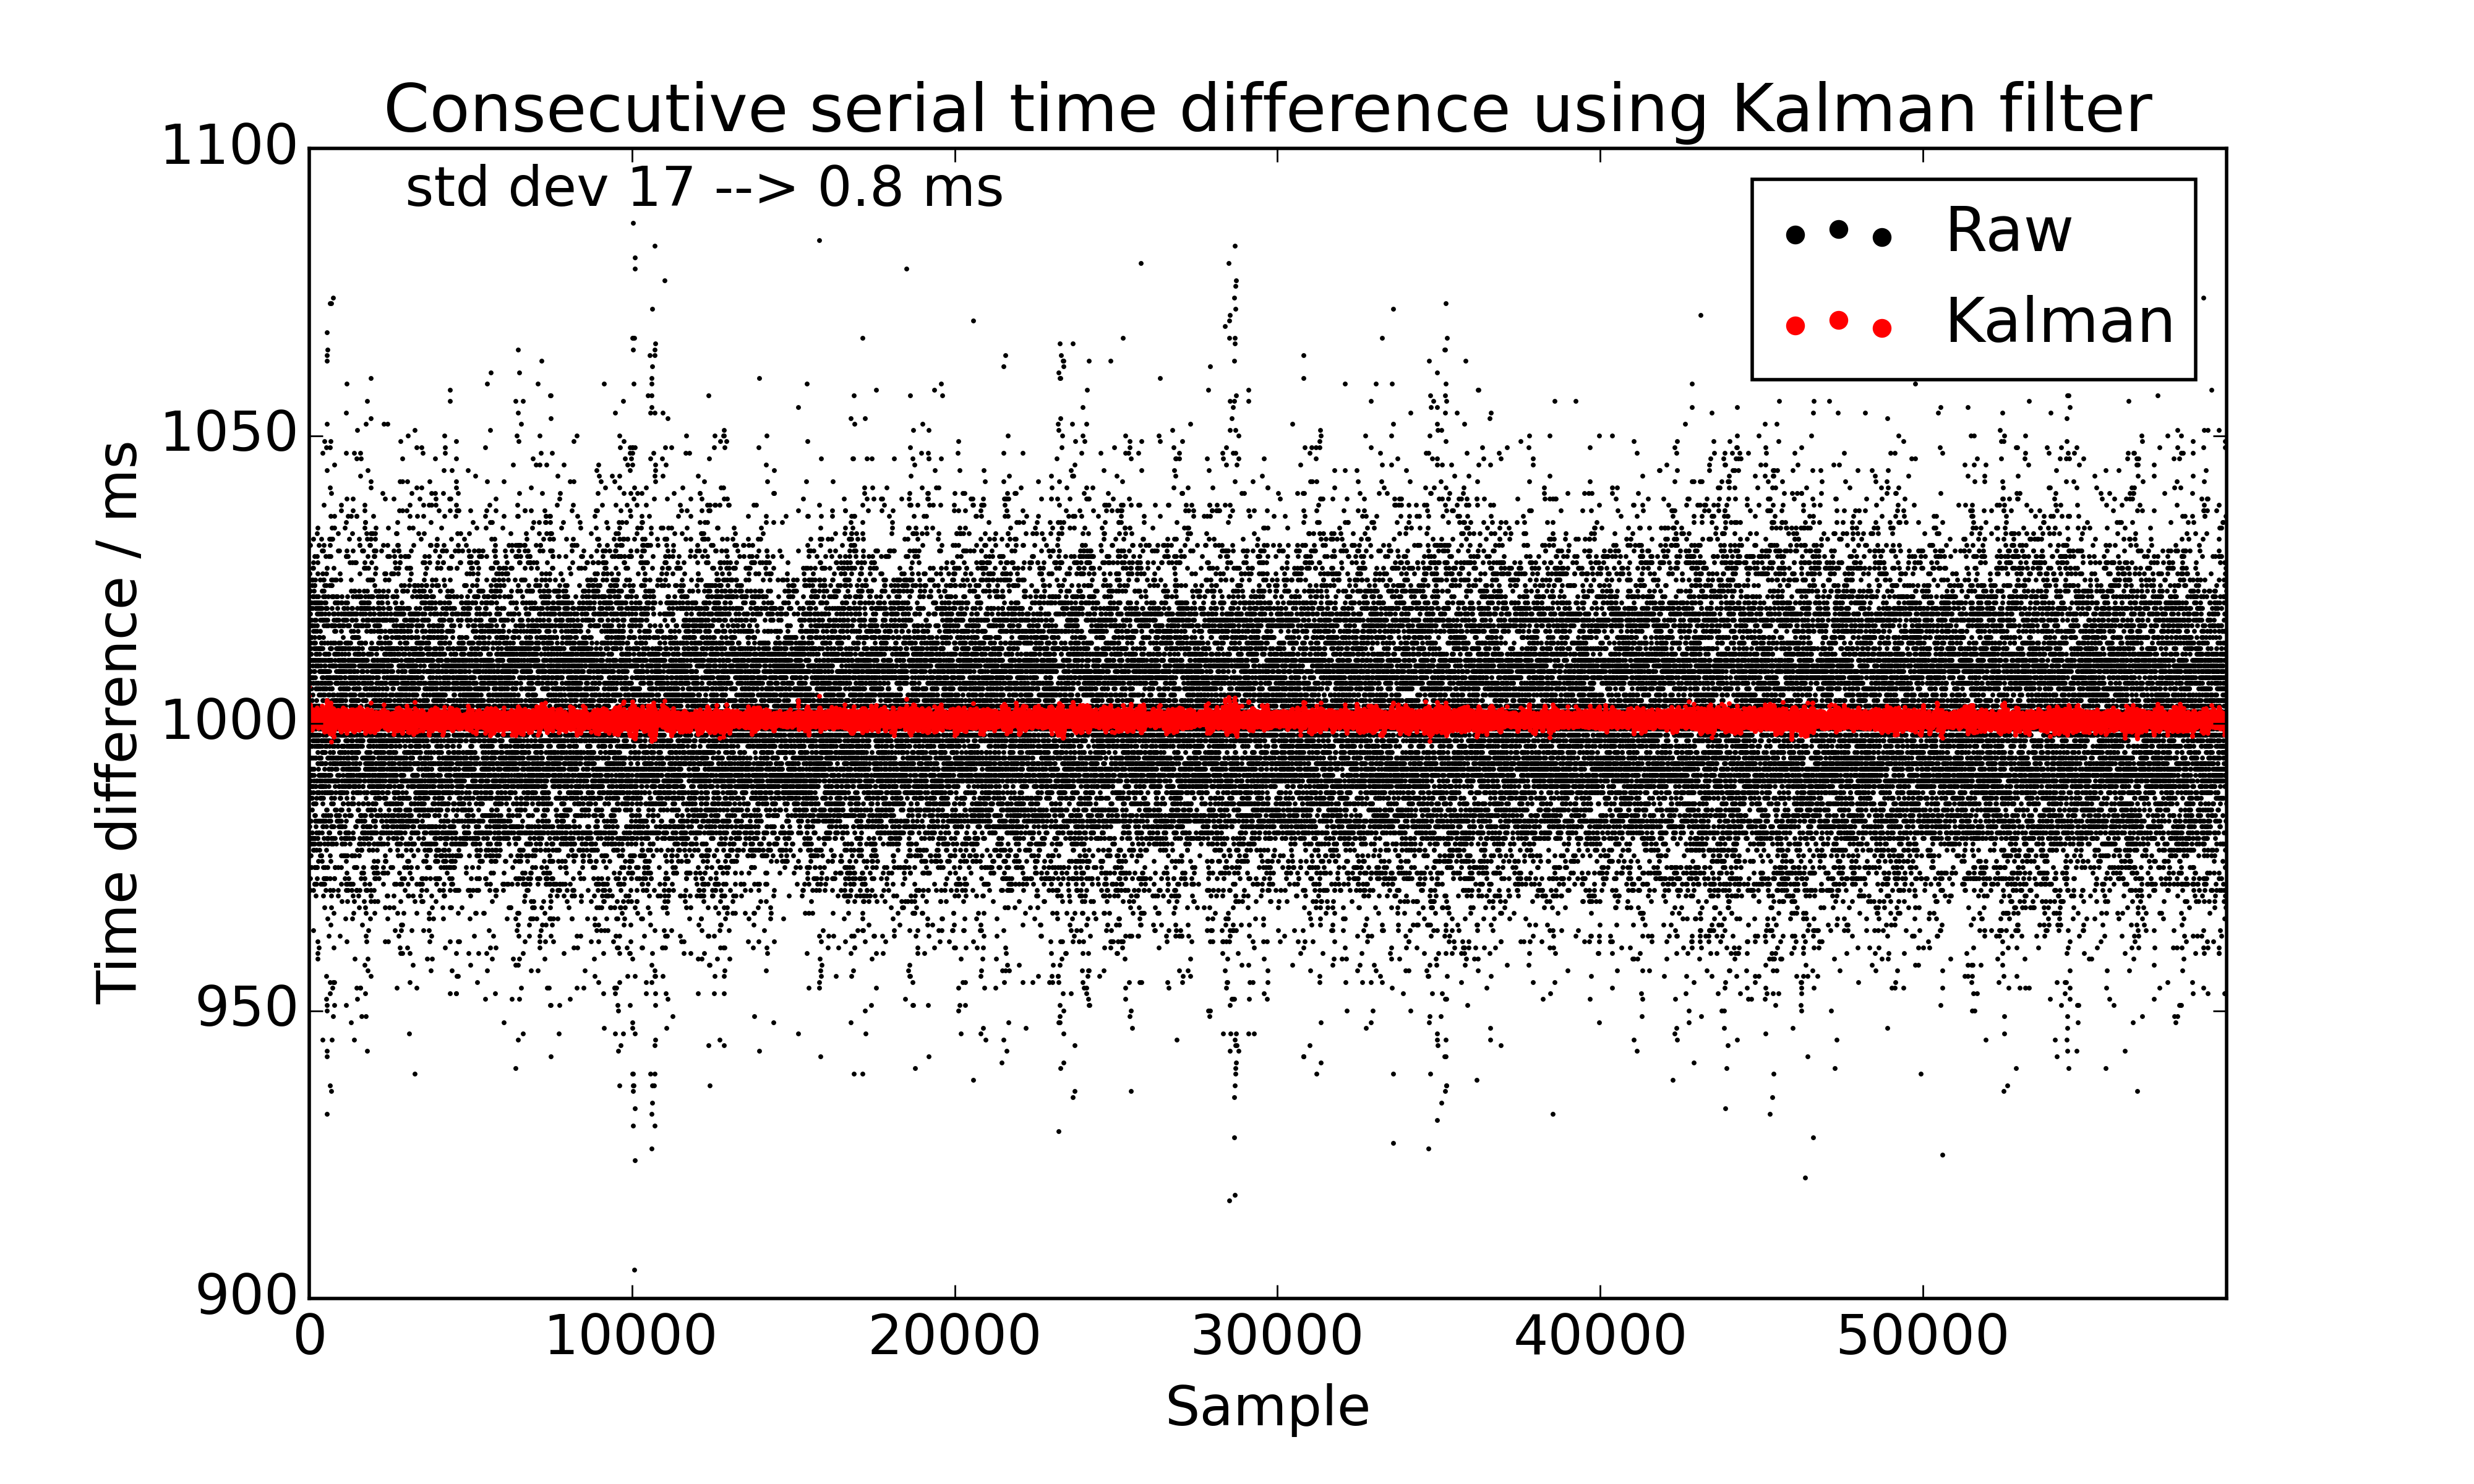 Consecutive serial time difference using Kalman filter
std dev 17 --> 0.8 ms
Raw
Kalman
Time difference / ms
1100
1050
1000
950
900
0 10000 20000 30000 40000 50000
Sample